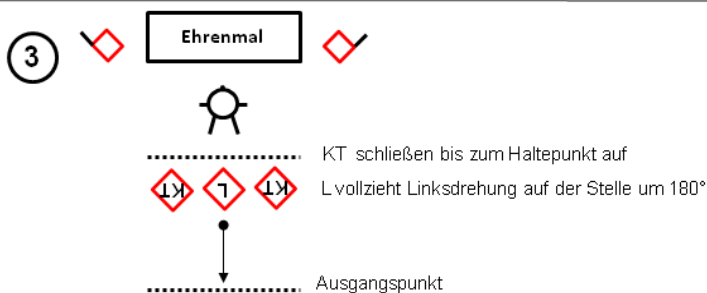 3
Ehrenmal
KT schließen bis zum Haltepunkt auf
KT L KT
L vollzieht Linksdrehung auf der Stelle um 180°
Ausgangspunkt